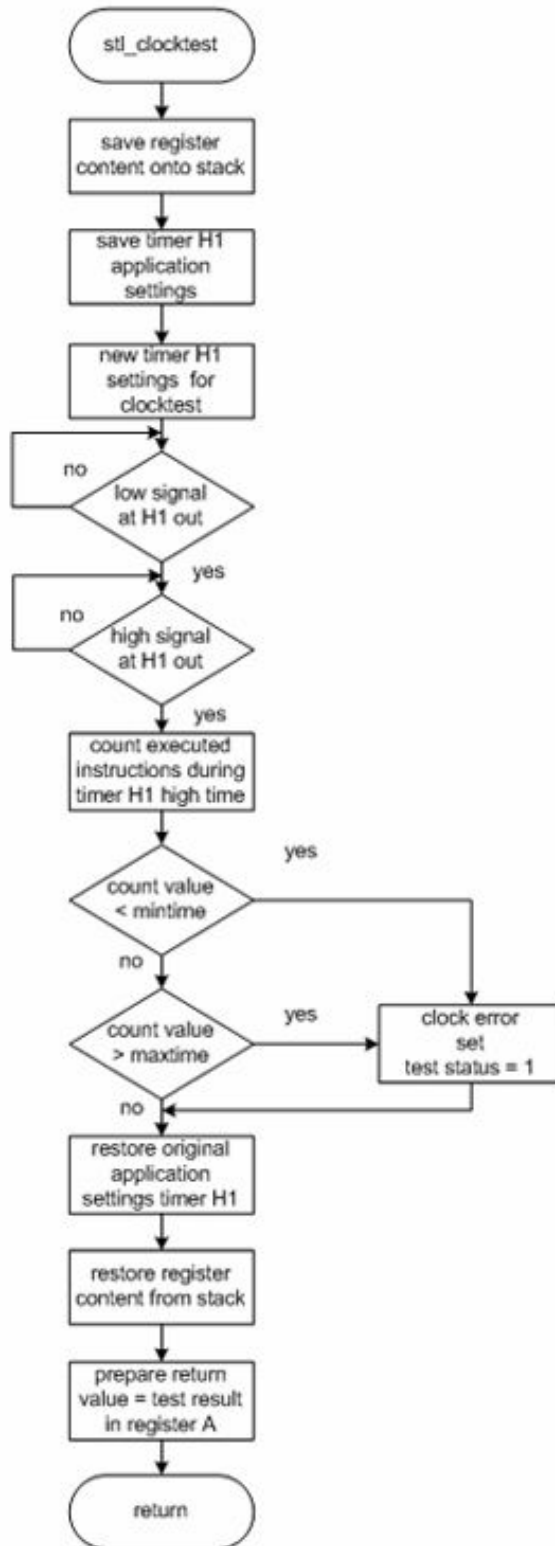 stl_clocktest
save register
content onto stack
save timer H1
application
settings
new timer H1
settings for
clocktest
no
low signal
at H1 out
yes
no
high signal
at H1 out
yes
count executed
instructions during
timer H1 high time
yes
count value
< mintime
no
count value
> maxtime
yes
clock error
set
test status = 1
no
restore original
application
settings timer H1
restore register
content from stack
prepare return
value = test result
in register A
return